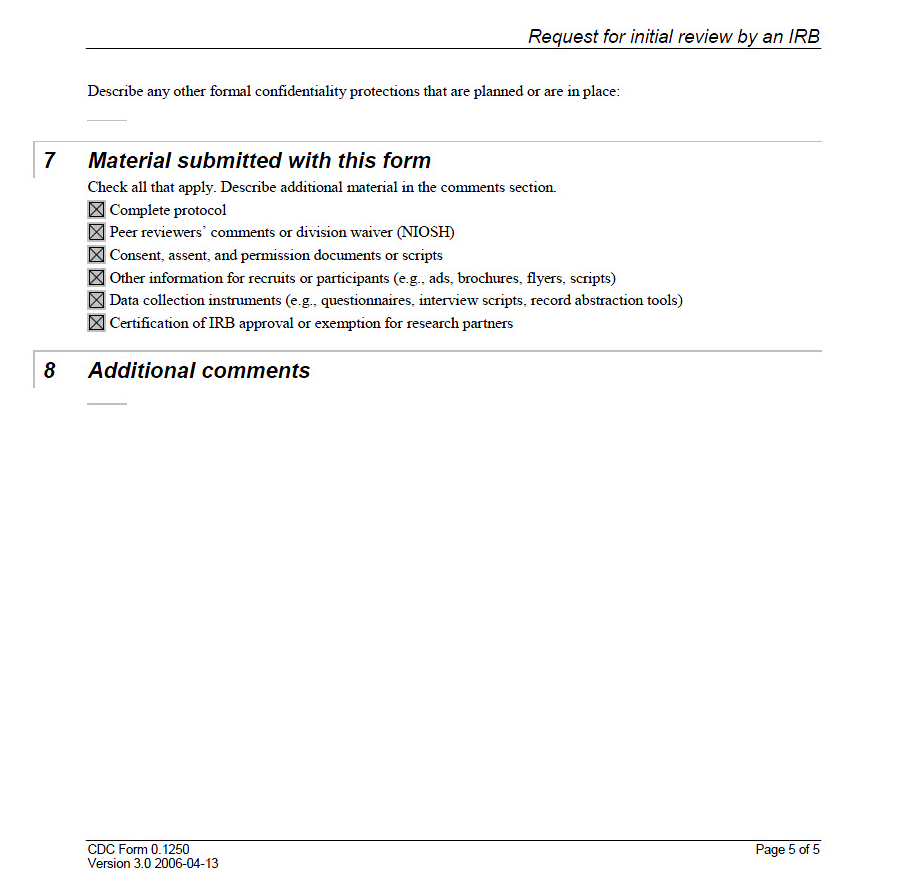 Request for initial review by an IRB
Describe any other formal confidentiality protections that are planned or are in place:
7 Material submitted with this form
Check all that apply. Describe additional material in the comments section.
☒ Complete protocol
☒ Peer reviewers’ comments or division waiver (NIOSH)
☒ Consent, assent, and permission documents or scripts
☒ Other information for recruits or participants (e.g., ads, brochures, flyers, scripts)
☒ Data collection instruments (e.g., questionnaires, interview scripts, record abstraction tools)
☒ Certification of IRB approval or exemption for research partners
8 Additional comments
CDC Form 0.1250 Page 5 of 5
Version 3.0 2006-04-13